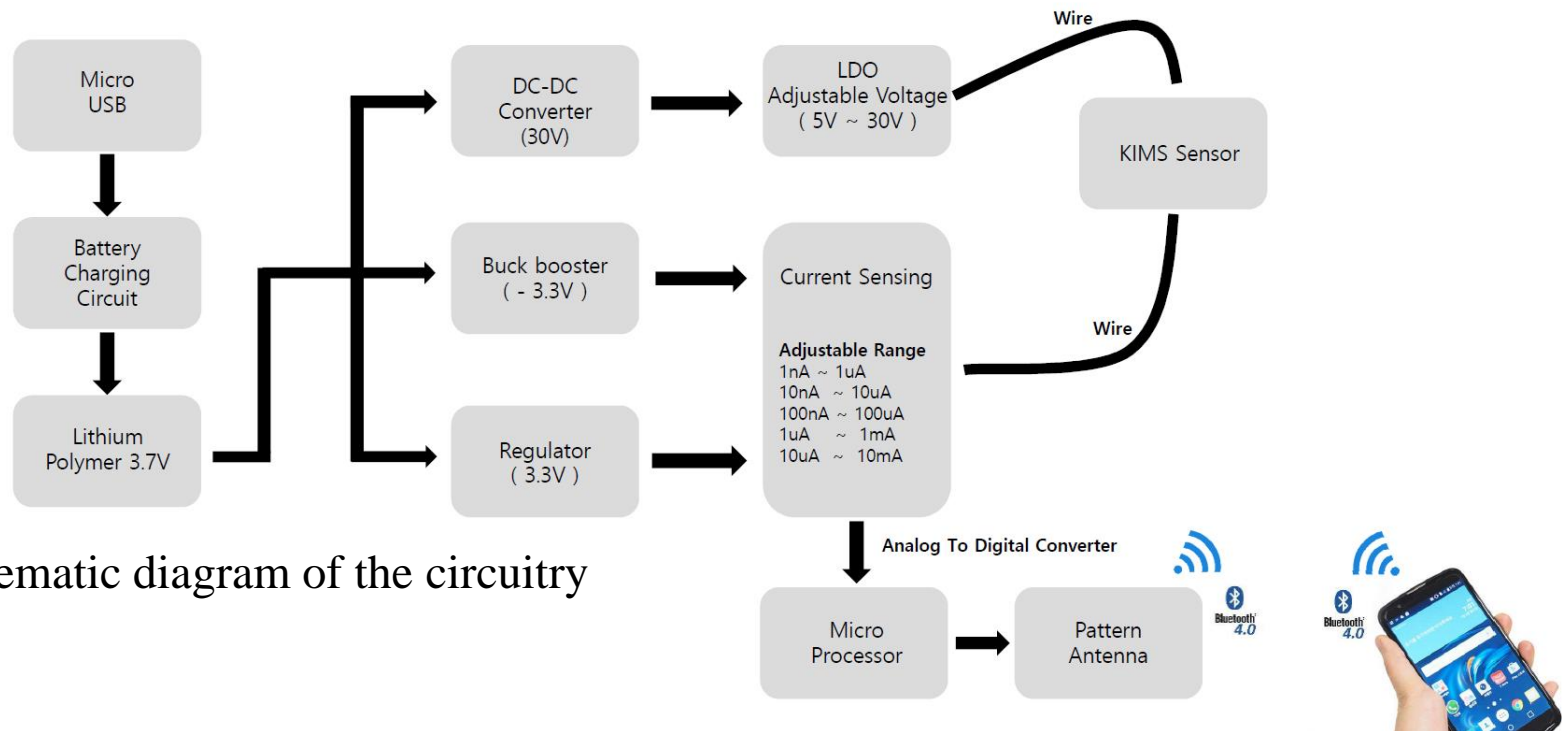 Micro
USB
Battery
Charging
Circuit
Lithium
Polymer 3.7V
DC-DC
Converter
(30V)
Buck booster
( - 3.3V )
Regulator
( 3.3V )
LDO
Adjustable Voltage
( 5V ~ 30V )
Current Sensing
Adjustable Range
1nA ~ 1uA
10nA ~ 10uA
100nA ~ 100uA
1uA ~ 1mA
10uA ~ 10mA
Wire
KIMS Sensor
Wire
Analog To Digital Converter
Micro
Processor
Pattern
Antenna
Bluetooth
4.0
Bluetooth
4.0
ematic diagram of the circuitry